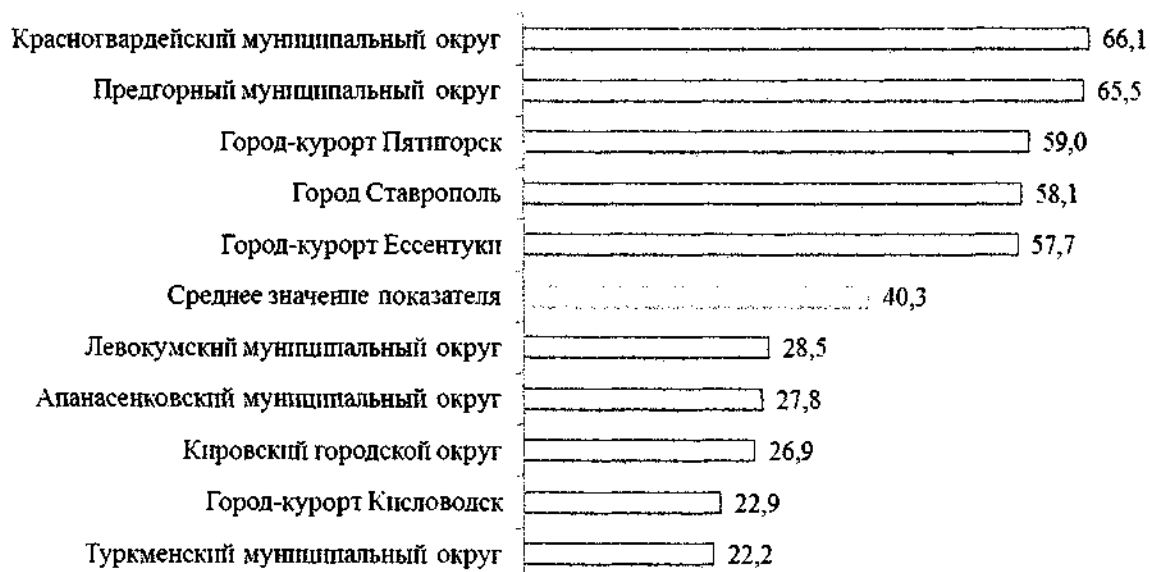 Красногвардейский муниципальный округ 66,1
Предгорный муниципальный округ 65,5
Город-курорт Пятигорск 59,0
Город Ставрополь 58,1
Город-курорт Ессентуки 57,7
Среднее значение показателя 40,3
Левокумский муниципальный округ 28,5
Апанасенковский муниципальный округ 27,8
Кировский городской округ 26,9
Город-курорт Кисловодск 22,9
Туркменский муниципальный округ 22,2